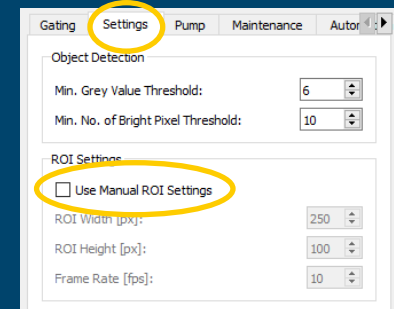 Gating Settings Pump Maintenance
Object Detection
Min. Grey Value Threshold: 6
Min. No. of Bright Pixel Threshold: 10
ROI Settings
Use Manual ROI Settings
ROI Width [px]: 250
ROI Height [px]: 100
Frame Rate [fps]: 10